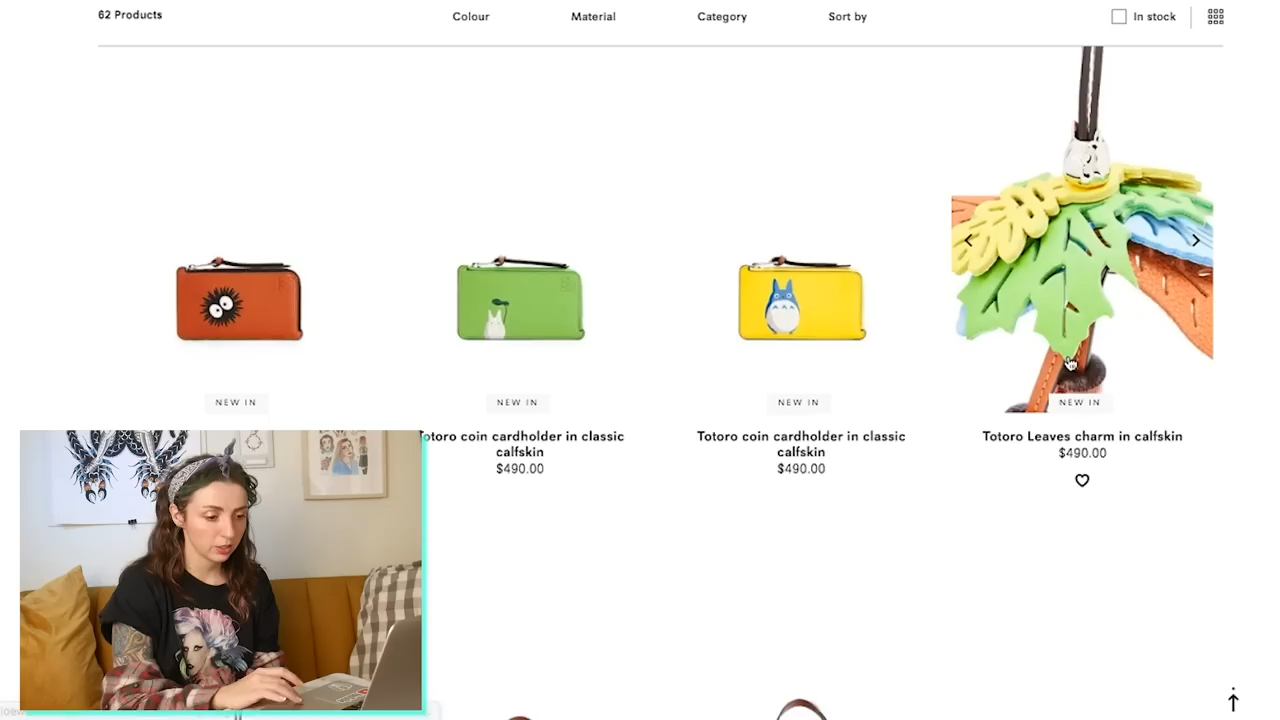 62 Products
Colour
Material
Category
Sort by
In stock
NEW IN
NEW IN
NEW IN
NEW IN
Totoro coin cardholder in classic
calfskin
$490.00
Totoro coin cardholder in classic
calfskin
$490.00
Totoro Leaves charm in calfskin
$453.00